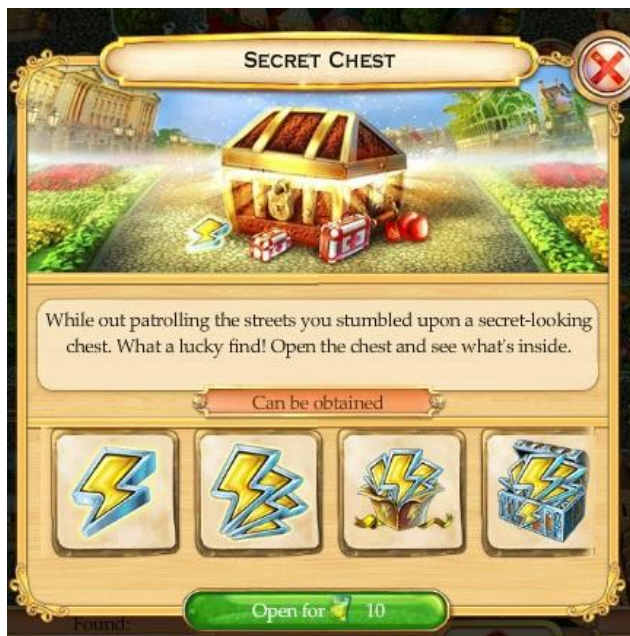 SECRET CHEST
While out patrolling the streets you stumbled upon a secret-looking
chest. What a lucky find! Open the chest and see what's inside.
Can be obtained
Open for 10
Found: